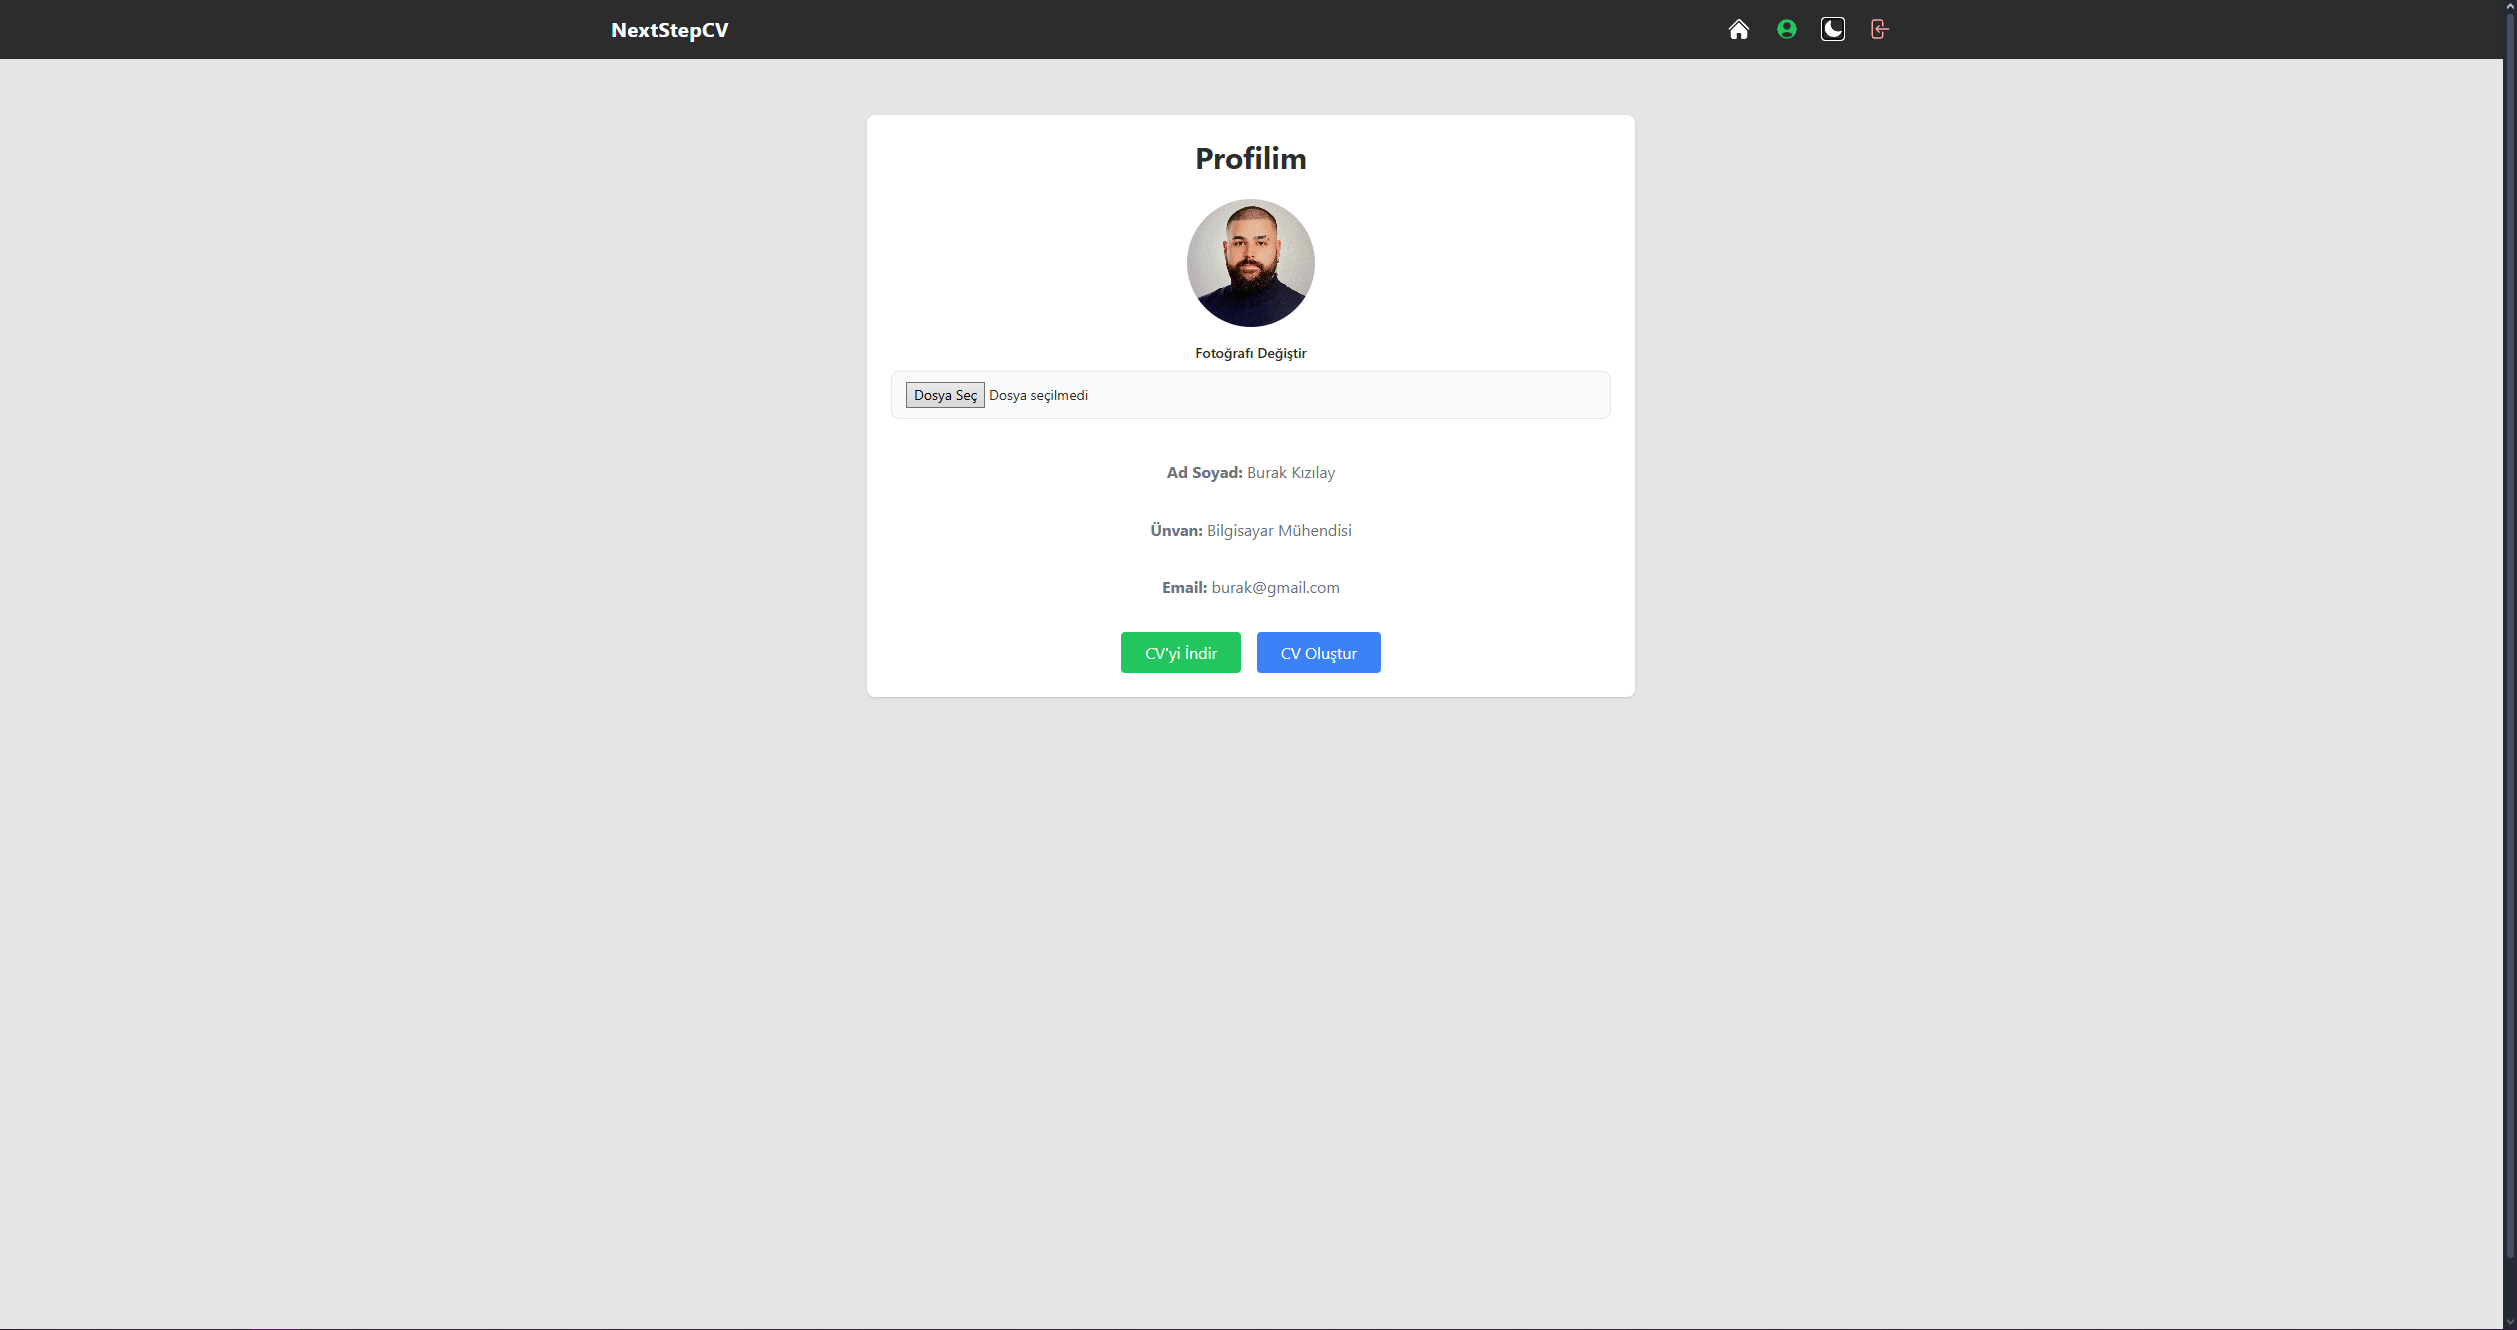 NextStepCV
Profilim
Fotoğrafı Değiştir
Dosya Seç Dosya seçilmedi
Ad Soyad: Burak Kızılay
Ünvan: Bilgisayar Mühendisi
Email: burak@gmail.com
CV'yi İndir CV Oluştur